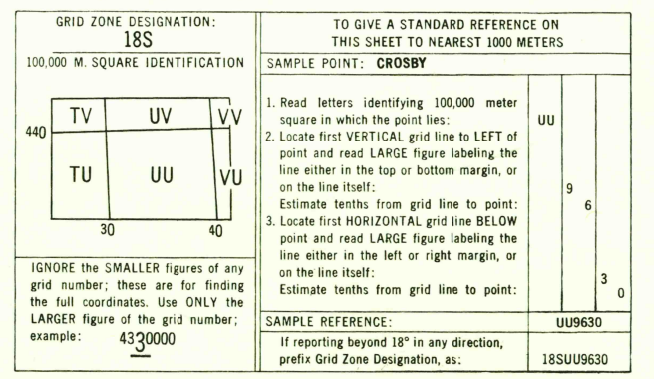 GRID ZONE DESIGNATION:
18S
100,000 M. SQUARE IDENTIFICATION
TV UV VV
440
TU UU VU
30 40
IGNORE the SMALLER figures of any
grid number; these are for finding
the full coordinates. Use ONLY the
LARGER figure of the grid number;
example: 4330000
TO GIVE A STANDARD REFERENCE ON
THIS SHEET TO NEAREST 1000 METERS
SAMPLE POINT: CROSBY
1. Read letters identifying 100,000 meter
square in which the point lies: UU
2. Locate first VERTICAL grid line to LEFT of
point and read LARGE figure labeling the
line either in the top or bottom margin, or
on the line itself: 9
Estimate tenths from grid line to point: 6
3. Locate first HORIZONTAL grid line BELOW
point and read LARGE figure labeling the
line either in the left or right margin, or
on the line itself: 3
Estimate tenths from grid line to point: 0
SAMPLE REFERENCE: UU9630
If reporting beyond 18° in any direction,
prefix Grid Zone Designation, as: 18SUU9630